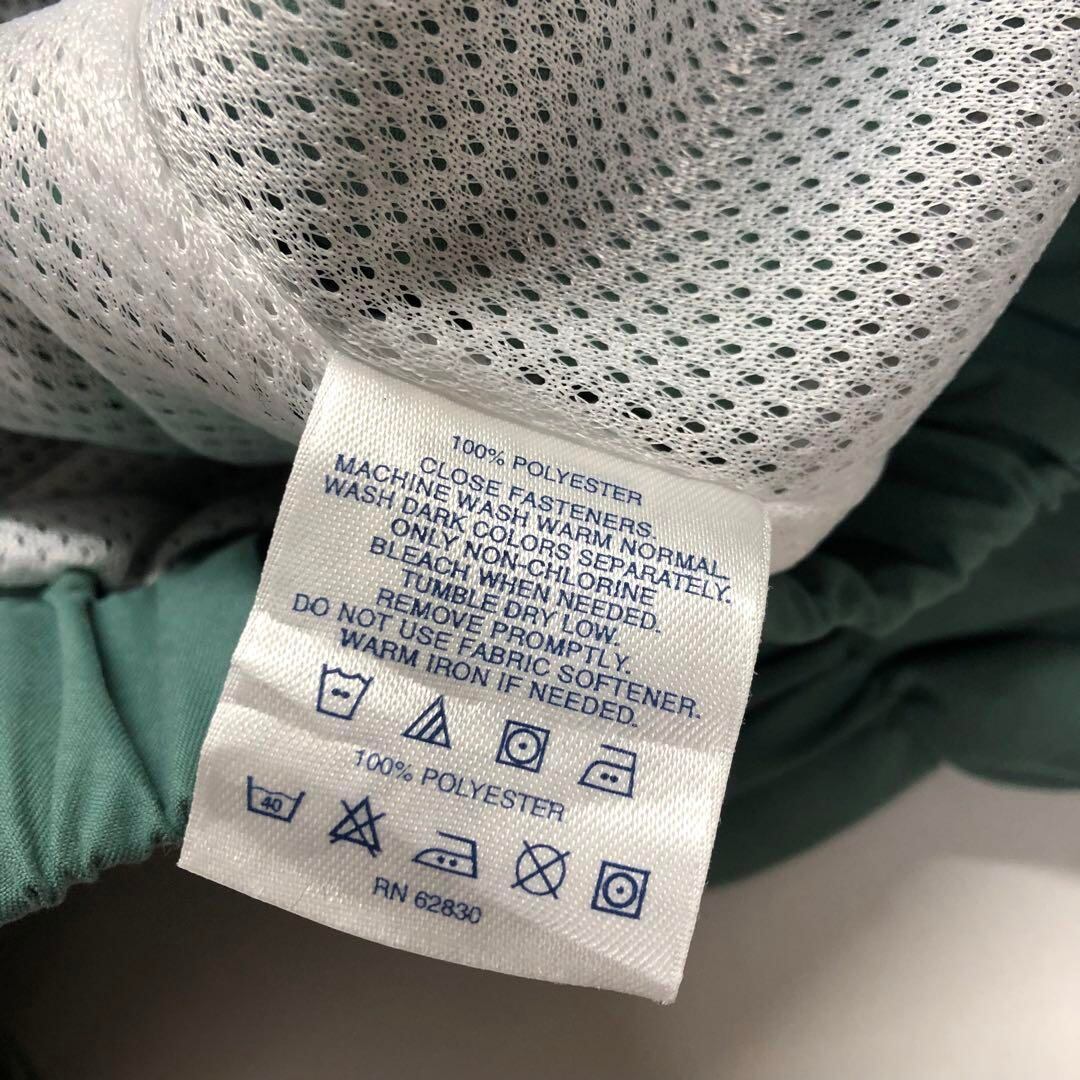 100% POLYESTER
CLOSE FASTENERS.
MACHINE WASH WARM NORMAL.
WASH DARK COLORS SEPARATELY.
ONLY NON-CHLORINE
BLEACH WHEN NEEDED.
TUMBLE DRY LOW.
REMOVE PROMPTLY.
DO NOT USE FABRIC SOFTENER.
WARM IRON IF NEEDED.
100% POLYESTER
40
RN 62830